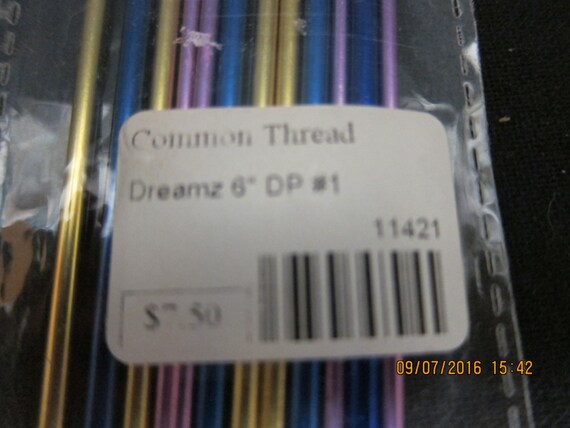 Common Thread
Dreamz 6" DP #1
11421
$7.50
09/07/2016 15:42